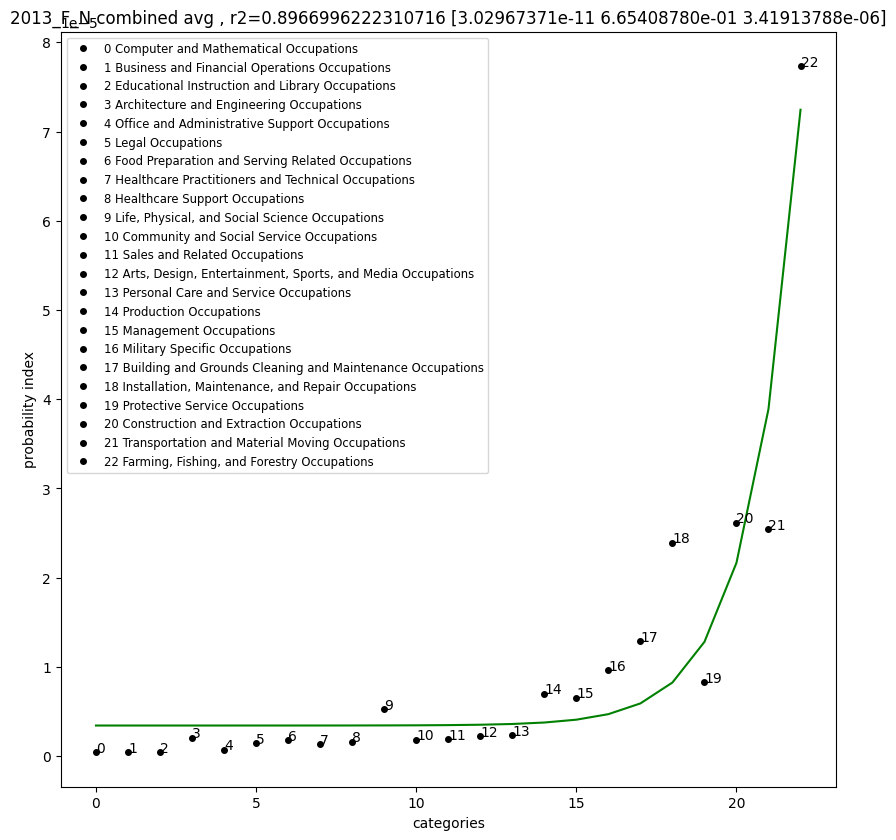 2013_F_N combined avg , r2=0.8966996222310716 [3.02967371e-11 6.65408780e-01 3.41913788e-06]
8
0 Computer and Mathematical Occupations
1 Business and Financial Operations Occupations
2 Educational Instruction and Library Occupations
3 Architecture and Engineering Occupations
4 Office and Administrative Support Occupations
5 Legal Occupations
6 Food Preparation and Serving Related Occupations
7 Healthcare Practitioners and Technical Occupations
8 Healthcare Support Occupations
9 Life, Physical, and Social Science Occupations
10 Community and Social Service Occupations
11 Sales and Related Occupations
12 Arts, Design, Entertainment, Sports, and Media Occupations
13 Personal Care and Service Occupations
14 Production Occupations
15 Management Occupations
16 Military Specific Occupations
17 Building and Grounds Cleaning and Maintenance Occupations
18 Installation, Maintenance, and Repair Occupations
19 Protective Service Occupations
20 Construction and Extraction Occupations
21 Transportation and Material Moving Occupations
22 Farming, Fishing, and Forestry Occupations
22
7
6
5
4
3
2
1
0
probability index
20
21
18
17
16
19
14
15
9
13
12
11
10
3
6
5
8
7
4
0
1
2
0
5
10
15
20
categories